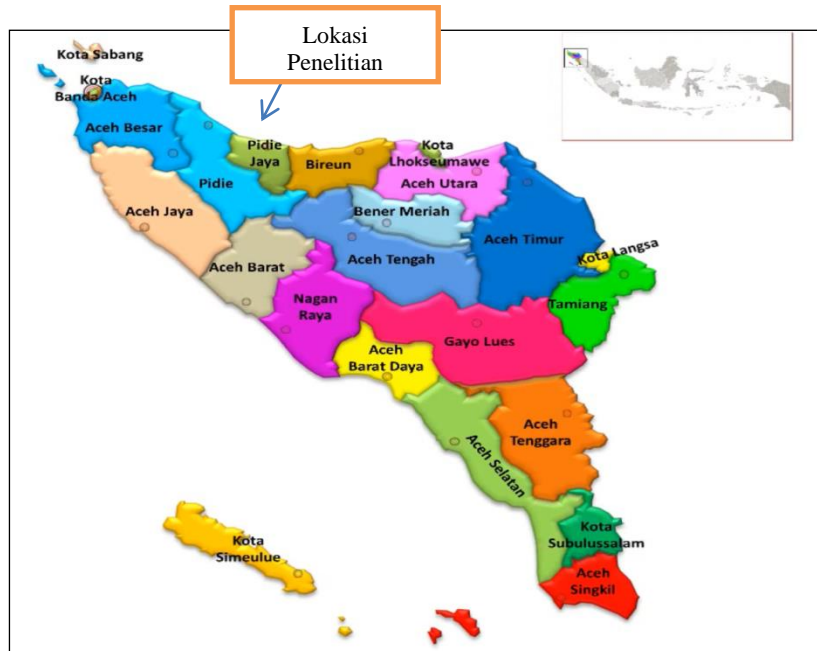 Lokasi
Penelitian
Kota Sabang
Kota
Banda Aceh
Aceh Besar
Pidie
Jaya
Bireun
Kota
Lhokseumawe
Aceh Utara
Pidie
Aceh Jaya
Bener Meriah
Aceh Timur
Kota Langsa
Aceh Barat
Aceh Tengah
Tamiang
Nagan
Raya
Gayo Lues
Aceh
Barat Daya
Aceh
Tenggara
Aceh Selatan
Kota
Simeulue
Kota
Subulussalam
Aceh
Singkil